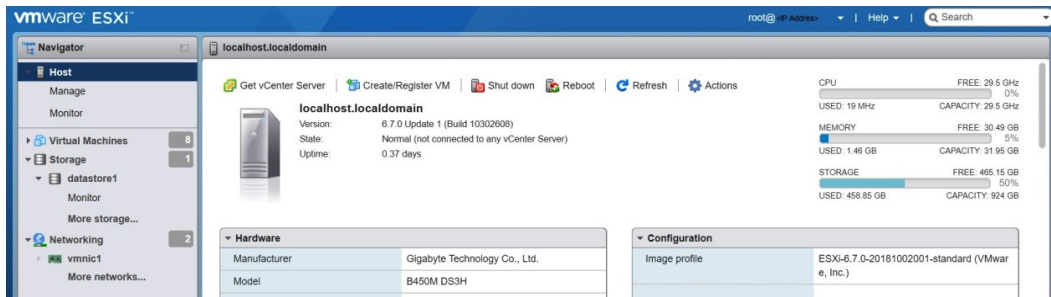 vmware ESXi™
root@<IP Addres> | Help | Search
Navigator
Host
Manage
Monitor
Virtual Machines 8
Storage 1
datastore1
Monitor
More storage...
Networking 2
vmnic1
More networks...
localhost.localdomain
Get vCenter Server | Create/Register VM | Shut down Reboot | Refresh | Actions
localhost.localdomain
Version: 6.7.0 Update 1 (Build 10302608)
State: Normal (not connected to any vCenter Server)
Uptime: 0.37 days
CPU FREE: 29.5 GHz
0%
USED: 19 MHz CAPACITY: 29.5 GHz
MEMORY FREE: 30.49 GB
5%
USED: 1.46 GB CAPACITY: 31.95 GB
STORAGE FREE: 465.15 GB
50%
USED: 458.85 GB CAPACITY: 924 GB
Hardware
Manufacturer Gigabyte Technology Co., Ltd.
Model B450M DS3H
Configuration
Image profile ESXi-6.7.0-20181002001-standard (VMwar
e, Inc.)